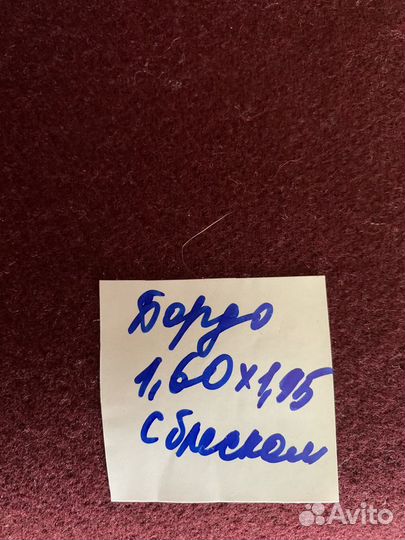 Бордо
1,60х1,95
С блеском
Avito